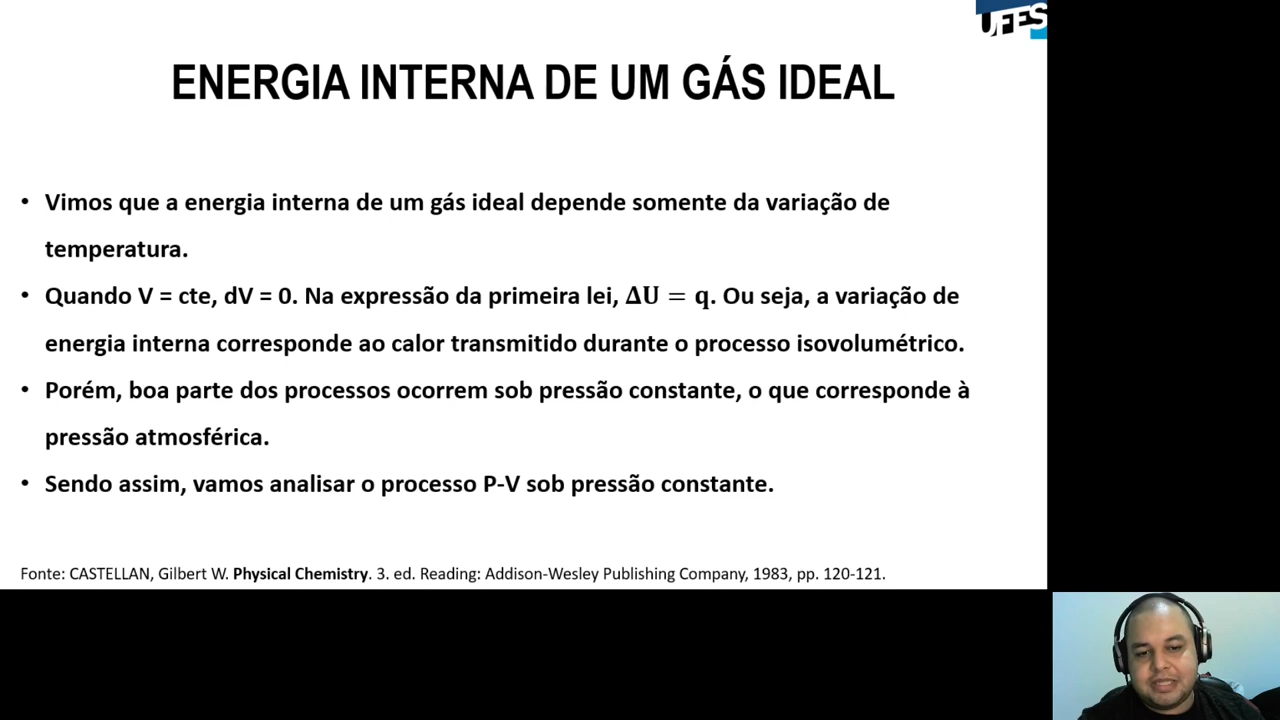 UFES
ENERGIA INTERNA DE UM GÁS IDEAL
• Vimos que a energia interna de um gás ideal depende somente da variação de
temperatura.
• Quando V = cte, dV = 0. Na expressão da primeira lei, ΔU = q. Ou seja, a variação de
energia interna corresponde ao calor transmitido durante o processo isovolumétrico.
• Porém, boa parte dos processos ocorrem sob pressão constante, o que corresponde à
pressão atmosférica.
• Sendo assim, vamos analisar o processo P-V sob pressão constante.
Fonte: CASTELLAN, Gilbert W. Physical Chemistry. 3. ed. Reading: Addison-Wesley Publishing Company, 1983, pp. 120-121.